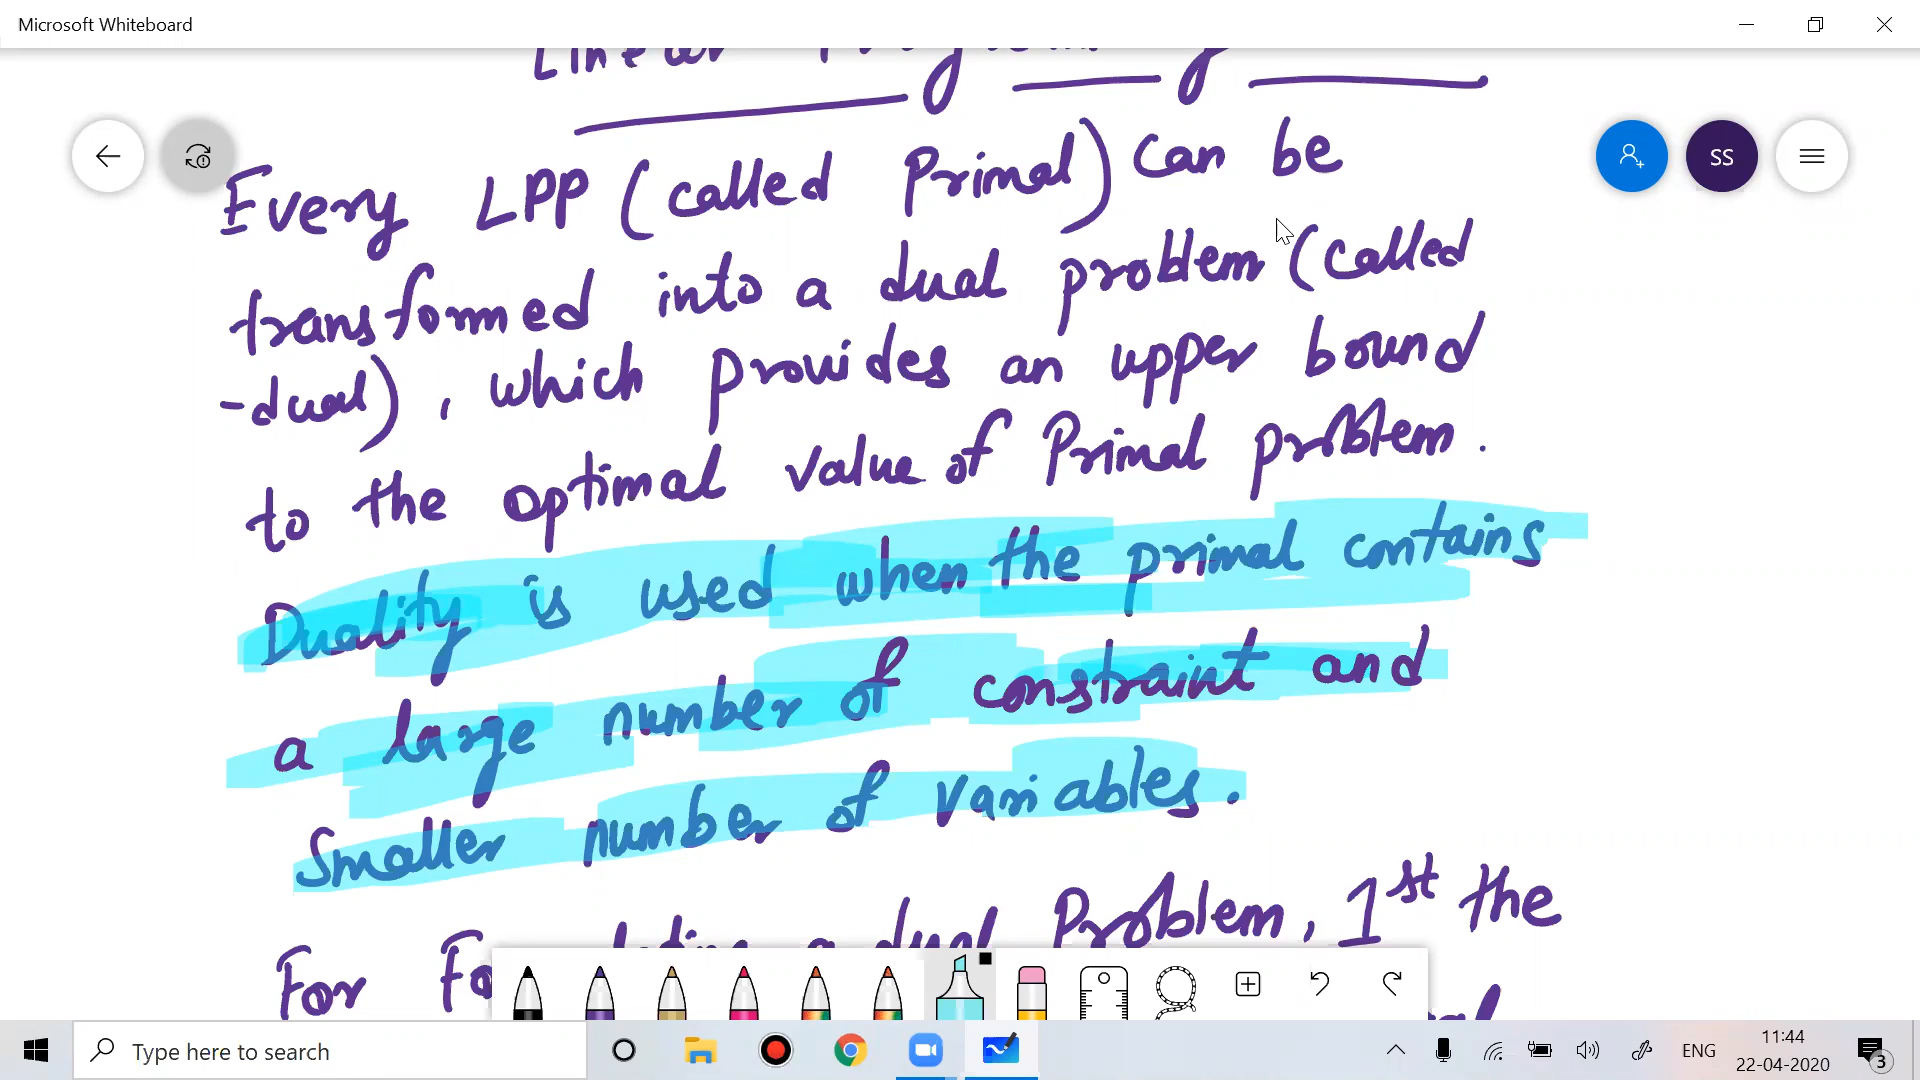 Microsoft Whiteboard
Every LPP (called Primal) can be
SS
transformed into a dual problem (called
-dual), which provides an upper bound
to the optimal value of Primal problem.
Duality is used when the primal contains
a large number of constraint and
Smaller number of variables.
For a dual Problem, 1st the
Type here to search
ENG
11:44
22-04-2020
3